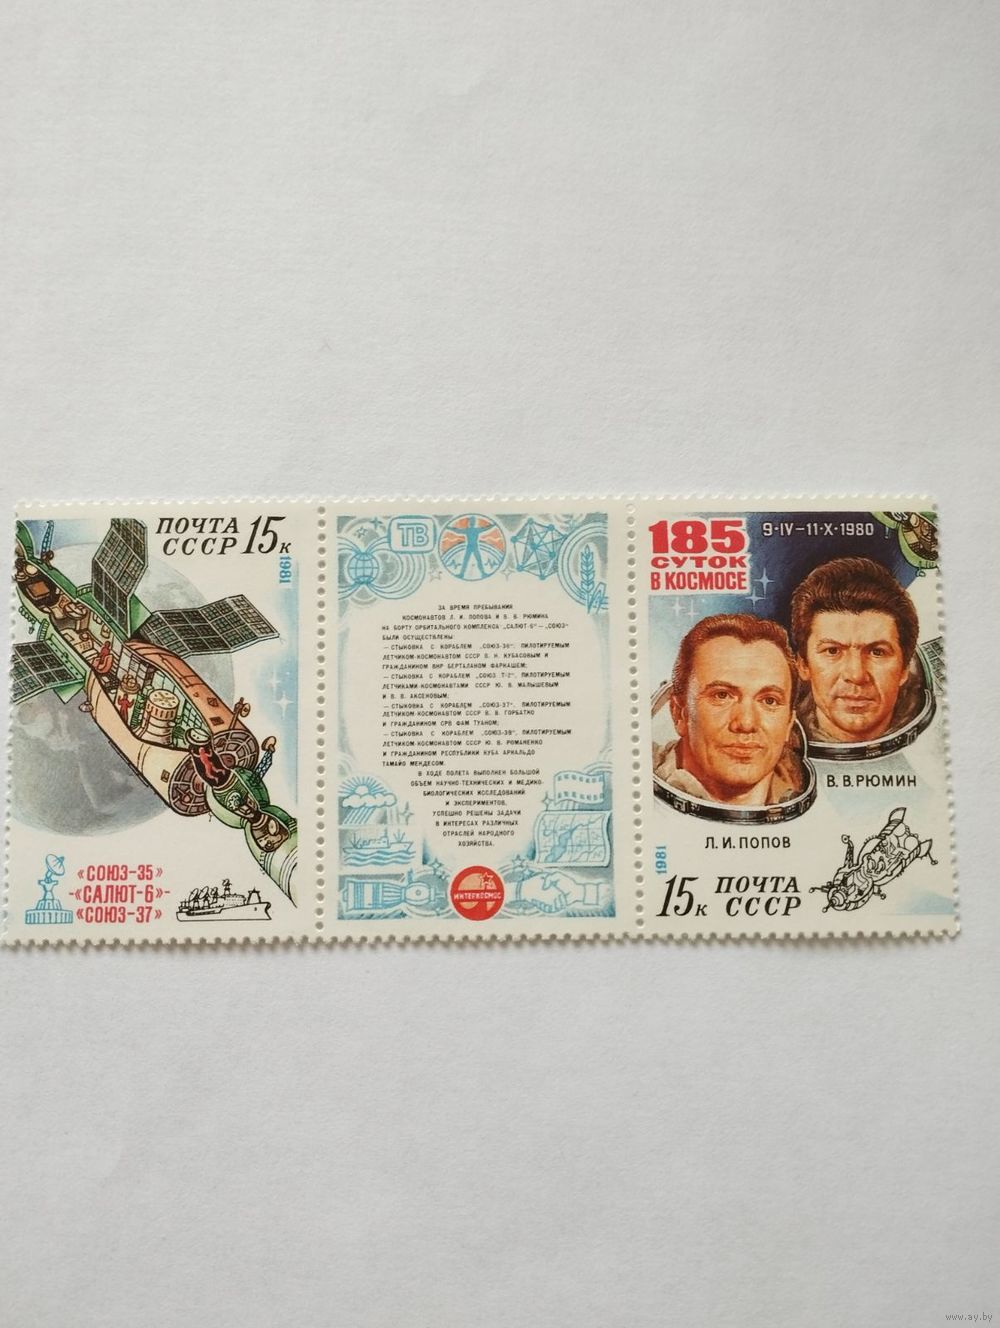 ПОЧТА
СССР 15к
1981
«СОЮЗ-35»
-«САЛЮТ-6»-
«СОЮЗ-37»
ТВ
ЗА ВРЕМЯ ПРЕБЫВАНИЯ
КОСМОНАВТОВ Л. И. ПОПОВА И В. В. РЮМИНА
НА БОРТУ ОРБИТАЛЬНОГО КОМПЛЕКСА „САЛЮТ-6“ — „СОЮЗ“
БЫЛИ ОСУЩЕСТВЛЕНЫ:
— СТЫКОВКА С КОРАБЛЕМ „СОЮЗ-36“, ПИЛОТИРУЕМЫМ
ЛЕТЧИКОМ-КОСМОНАВТОМ СССР В. Н. КУБАСОВЫМ И
ГРАЖДАНИНОМ ВНР БЕРТАЛАНОМ ФАРКАШЕМ;
— СТЫКОВКА С КОРАБЛЕМ „СОЮЗ Т-2“, ПИЛОТИРУЕМЫМ
ЛЕТЧИКАМИ-КОСМОНАВТАМИ СССР Ю. В. МАЛЫШЕВЫМ
И В. В. АКСЕНОВЫМ;
— СТЫКОВКА С КОРАБЛЕМ „СОЮЗ-37“, ПИЛОТИРУЕМЫМ
ЛЕТЧИКОМ-КОСМОНАВТОМ СССР В. В. ГОРБАТКО
И ГРАЖДАНИНОМ СРВ ФАМ ТУАНОМ;
— СТЫКОВКА С КОРАБЛЕМ „СОЮЗ-38“, ПИЛОТИРУЕМЫМ
ЛЕТЧИКОМ-КОСМОНАВТОМ СССР Ю. В. РОМАНЕНКО
И ГРАЖДАНИНОМ РЕСПУБЛИКИ КУБА АРНАЛЬДО
ТАМАЙО МЕНДЕСОМ.
В ХОДЕ ПОЛЕТА ВЫПОЛНЕН БОЛЬШОЙ
ОБЪЕМ НАУЧНО-ТЕХНИЧЕСКИХ И МЕДИКО-
БИОЛОГИЧЕСКИХ ИССЛЕДОВАНИЙ
И ЭКСПЕРИМЕНТОВ,
УСПЕШНО РЕШЕНЫ ЗАДАЧИ
В ИНТЕРЕСАХ РАЗЛИЧНЫХ
ОТРАСЛЕЙ НАРОДНОГО
ХОЗЯЙСТВА.
ИНТЕРКОСМОС
185
СУТОК
В КОСМОСЕ
9·IV–11·X·1980
В. В. РЮМИН
Л. И. ПОПОВ
1981
15к ПОЧТА
СССР
www.ay.by